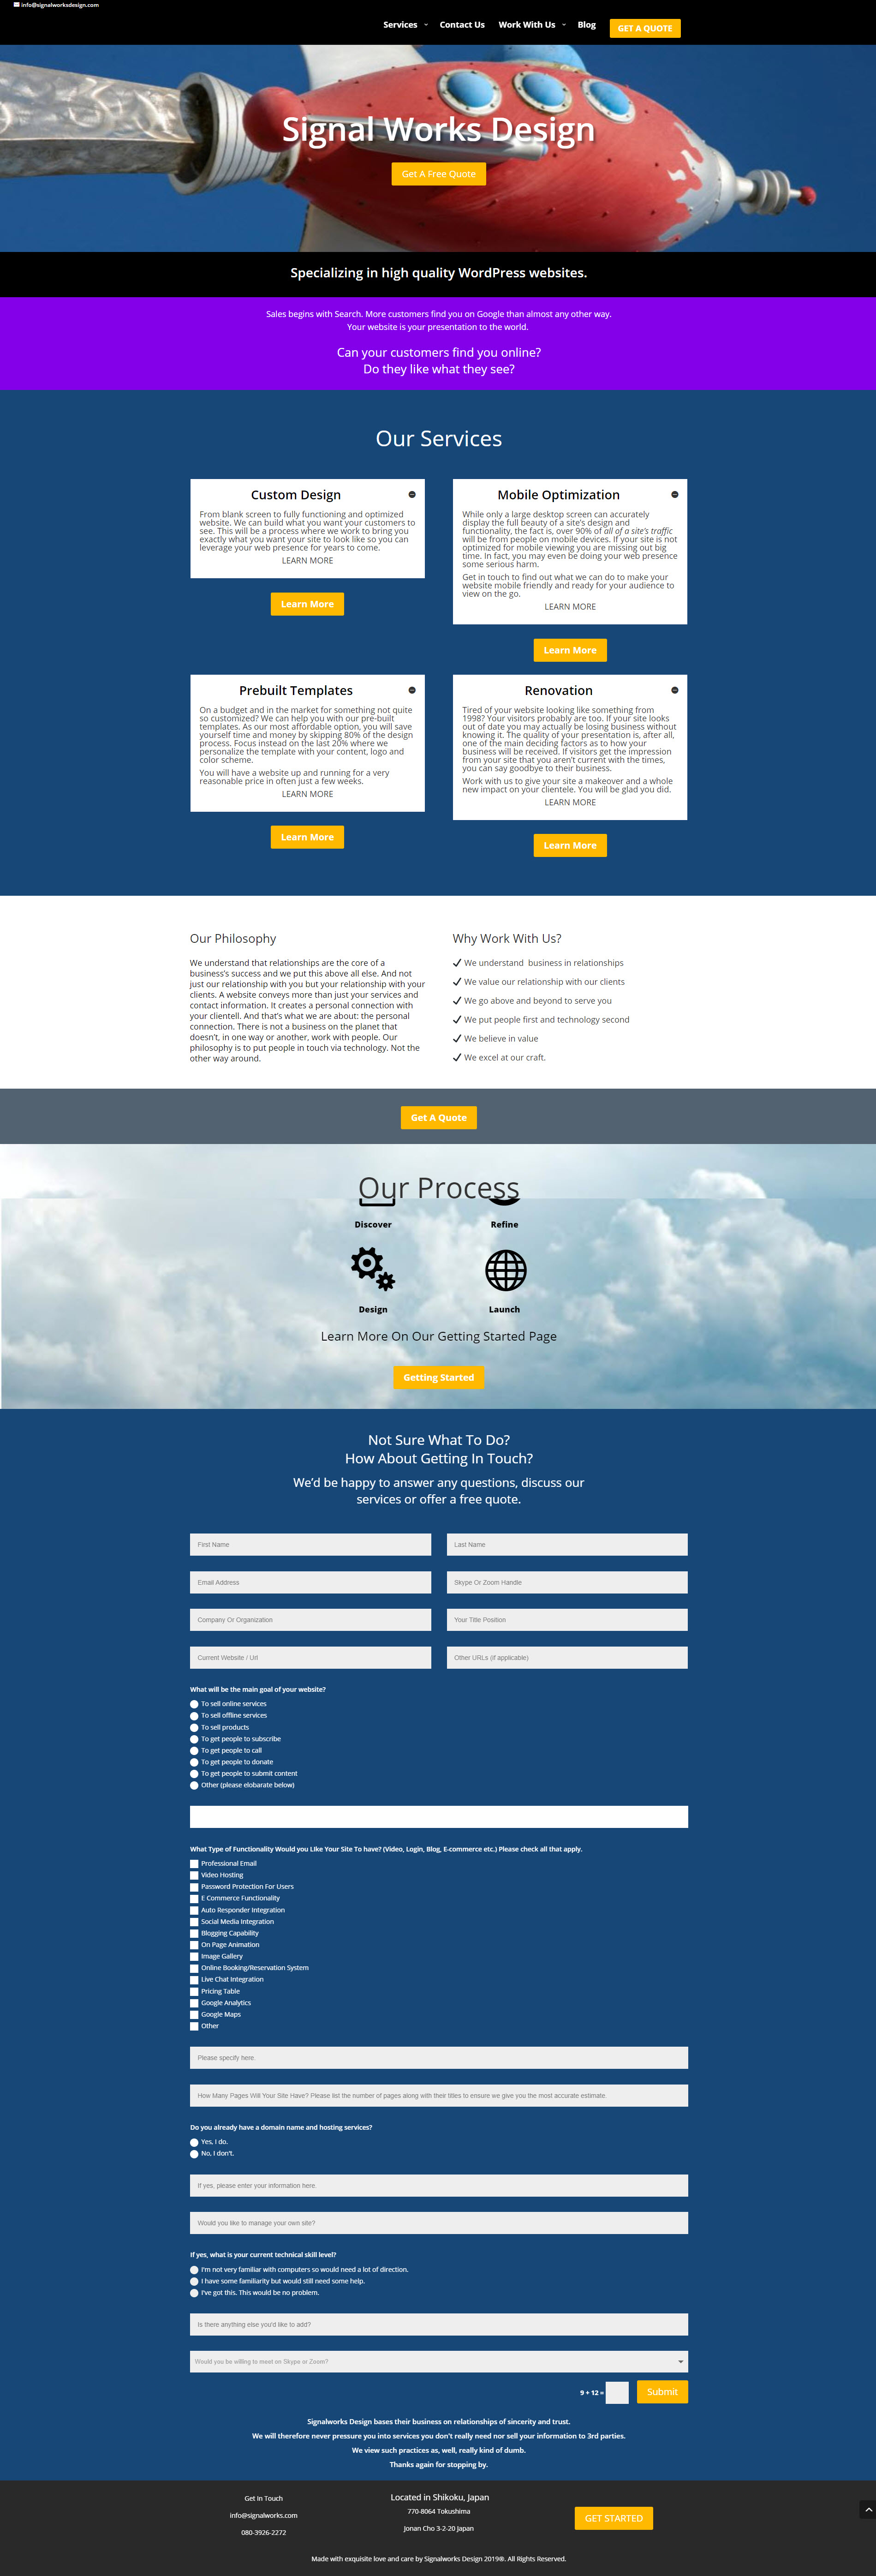 info@signalworksdesign.com
Services
Contact Us
Work With Us
Blog
GET A QUOTE
Signal Works Design
Get A Free Quote
Specializing in high quality WordPress websites.
Sales begins with Search. More customers find you on Google than almost any other way.
Your website is your presentation to the world.
Can your customers find you online?
Do they like what they see?
Our Services
Custom Design
From blank screen to fully functioning and optimized
website. We can build what you want your customers to
see. This will be a process where we work to bring you
exactly what you want your site to look like so you can
leverage your web presence for years to come.
LEARN MORE
Learn More
Mobile Optimization
While only a large desktop screen can accurately
display the full beauty of a site's design and
functionality, the fact is, over 90% of all of a site's traffic
will be from people on mobile devices. If your site is not
optimized for mobile viewing you are missing out big
time. In fact, you may even be doing your web presence
some serious harm.
Get in touch to find out what we can do to make your
website mobile friendly and ready for your audience to
view on the go.
LEARN MORE
Learn More
Prebuilt Templates
On a budget and in the market for something not quite
so customized? We can help you with our pre-built
templates. As our most affordable option, you will save
yourself time and money by skipping 80% of the design
process. Focus instead on the last 20% where we
personalize the template with your content, logo and
color scheme.
You will have a website up and running for a very
reasonable price in often just a few weeks.
LEARN MORE
Learn More
Renovation
Tired of your website looking like something from
1998? Your visitors probably are too. If your site looks
out of date you may actually be losing business without
knowing it. The quality of your presentation is, after all,
one of the main deciding factors as to how your
business will be received. If visitors get the impression
from your site that you aren't current with the times,
you can say goodbye to their business.
Work with us to give your site a makeover and a whole
new impact on your clientele. You will be glad you did.
LEARN MORE
Learn More
Our Philosophy
We understand that relationships are the core of a
business's success and we put this above all else. And not
just our relationship with you but your relationship with your
clients. A website conveys more than just your services and
contact information. It creates a personal connection with
your clientell. And that's what we are about: the personal
connection. There is not a business on the planet that
doesn't, in one way or another, work with people. Our
philosophy is to put people in touch via technology. Not the
other way around.
Why Work With Us?
We understand business in relationships
We value our relationship with our clients
We go above and beyond to serve you
We put people first and technology second
We believe in value
We excel at our craft.
Get A Quote
Our Process
Discover
Refine
Design
Launch
Learn More On Our Getting Started Page
Getting Started
Not Sure What To Do?
How About Getting In Touch?
We'd be happy to answer any questions, discuss our
services or offer a free quote.
First Name
Last Name
Email Address
Skype Or Zoom Handle
Company Or Organization
Your Title Position
Current Website / Url
Other URLs (if applicable)
What will be the main goal of your website?
To sell online services
To sell offline services
To sell products
To get people to subscribe
To get people to call
To get people to donate
To get people to submit content
Other (please elobarate below)
What Type of Functionality Would you LIke Your Site To have? (Video, Login, Blog, E-commerce etc.) Please check all that apply.
Professional Email
Video Hosting
Password Protection For Users
E Commerce Functionality
Auto Responder Integration
Social Media Integration
Blogging Capability
On Page Animation
Image Gallery
Online Booking/Reservation System
Live Chat Integration
Pricing Table
Google Analytics
Google Maps
Other
Please specify here.
How Many Pages Will Your Site Have? Please list the number of pages along with their titles to ensure we give you the most accurate estimate.
Do you already have a domain name and hosting services?
Yes, I do.
No, I don't.
If yes, please enter your information here.
Would you like to manage your own site?
If yes, what is your current technical skill level?
I'm not very familiar with computers so would need a lot of direction.
I have some familiarity but would still need some help.
I've got this. This would be no problem.
Is there anything else you'd like to add?
Would you be willing to meet on Skype or Zoom?
9 + 12 =
Submit
Signalworks Design bases their business on relationships of sincerity and trust.
We will therefore never pressure you into services you don't really need nor sell your information to 3rd parties.
We view such practices as, well, really kind of dumb.
Thanks again for stopping by.
Get In Touch
info@signalworks.com
080-3926-2272
Located in Shikoku, Japan
770-8064 Tokushima
Jonan Cho 3-2-20 Japan
GET STARTED
Made with exquisite love and care by Signalworks Design 2019®. All Rights Reserved.